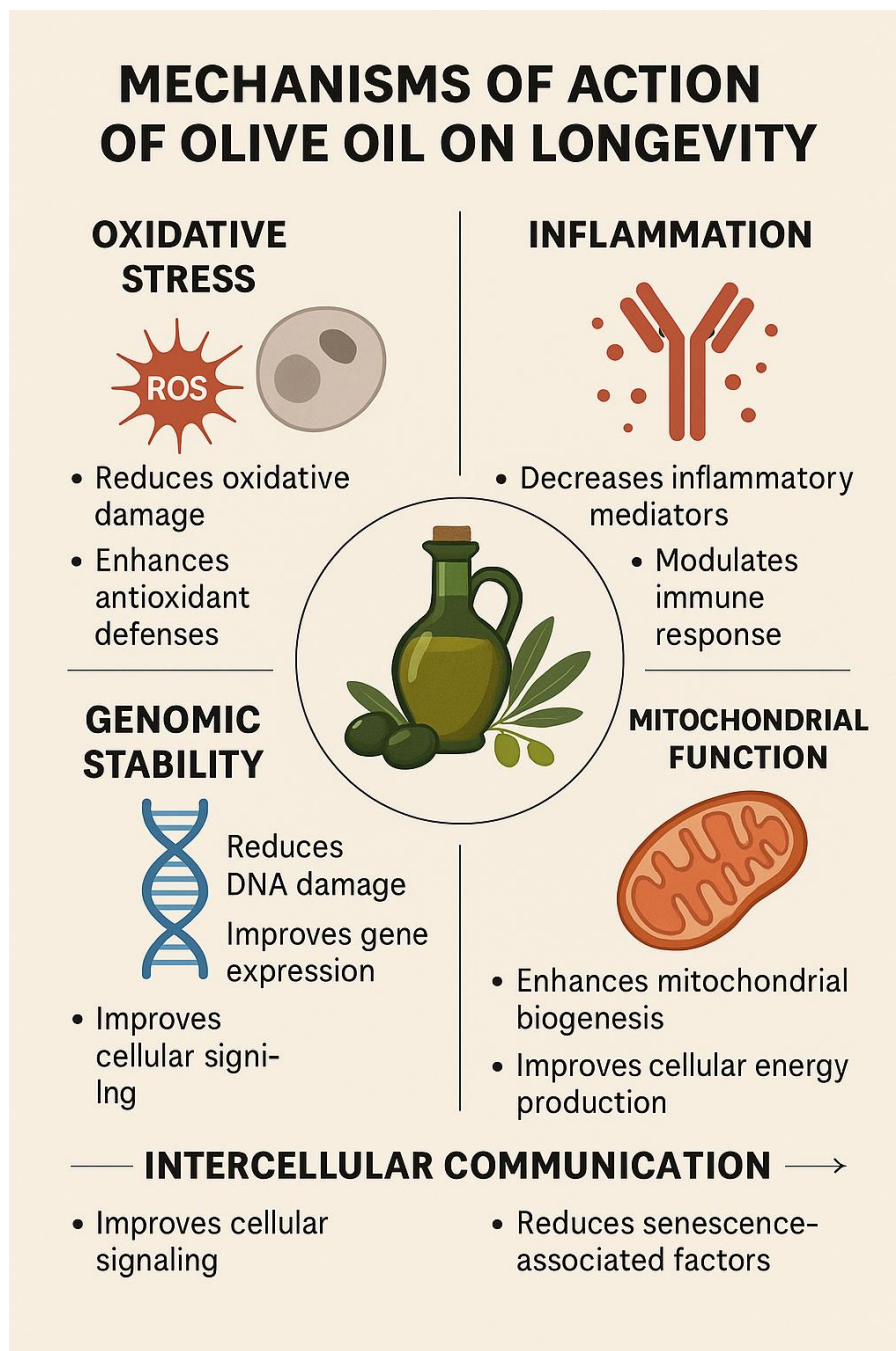 MECHANISMS OF ACTION
OF OLIVE OIL ON LONGEVITY
OXIDATIVE
STRESS
ROS
• Reduces oxidative
damage
• Enhances
antioxidant
defenses
INFLAMMATION
• Decreases inflammatory
mediators
• Modulates
immune
response
GENOMIC
STABILITY
Reduces
DNA damage
Improves gene
expression
• Improves
cellular signi-
lng
MITOCHONDRIAL
FUNCTION
• Enhances mitochondrial
biogenesis
• Improves cellular energy
production
INTERCELLULAR COMMUNICATION
• Improves cellular
signaling
• Reduces senescence-
associated factors